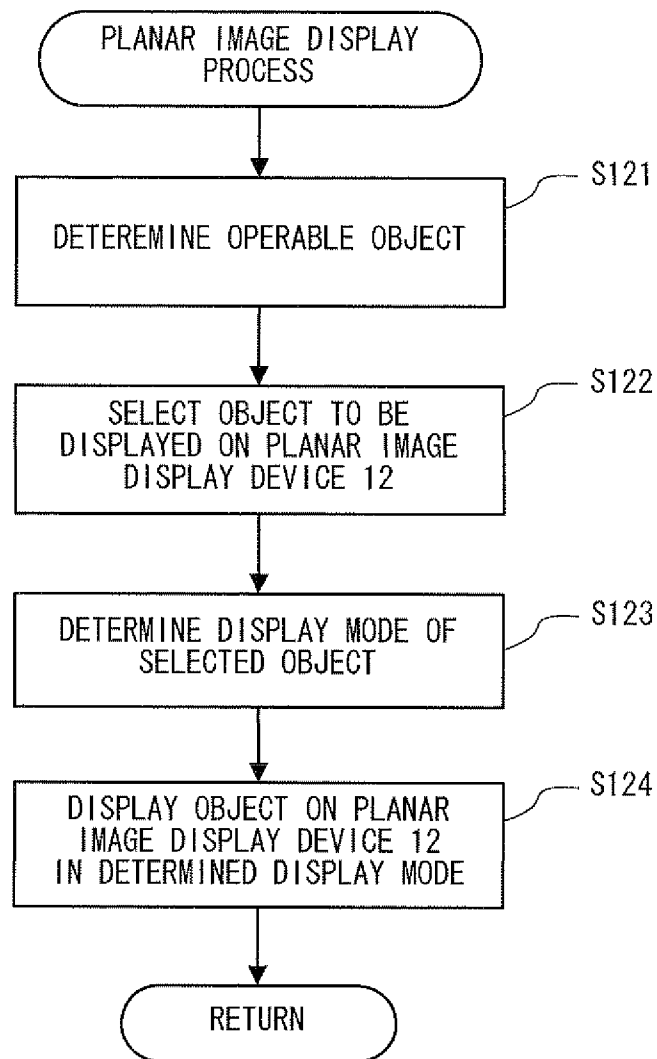 PLANAR IMAGE DISPLAY
PROCESS
S121
DETEREMINE OPERABLE OBJECT
S122
SELECT OBJECT TO BE
DISPLAYED ON PLANAR IMAGE
DISPLAY DEVICE 12
S123
DETERMINE DISPLAY MODE OF
SELECTED OBJECT
S124
DISPLAY OBJECT ON PLANAR
IMAGE DISPLAY DEVICE 12
IN DETERMINED DISPLAY MODE
RETURN